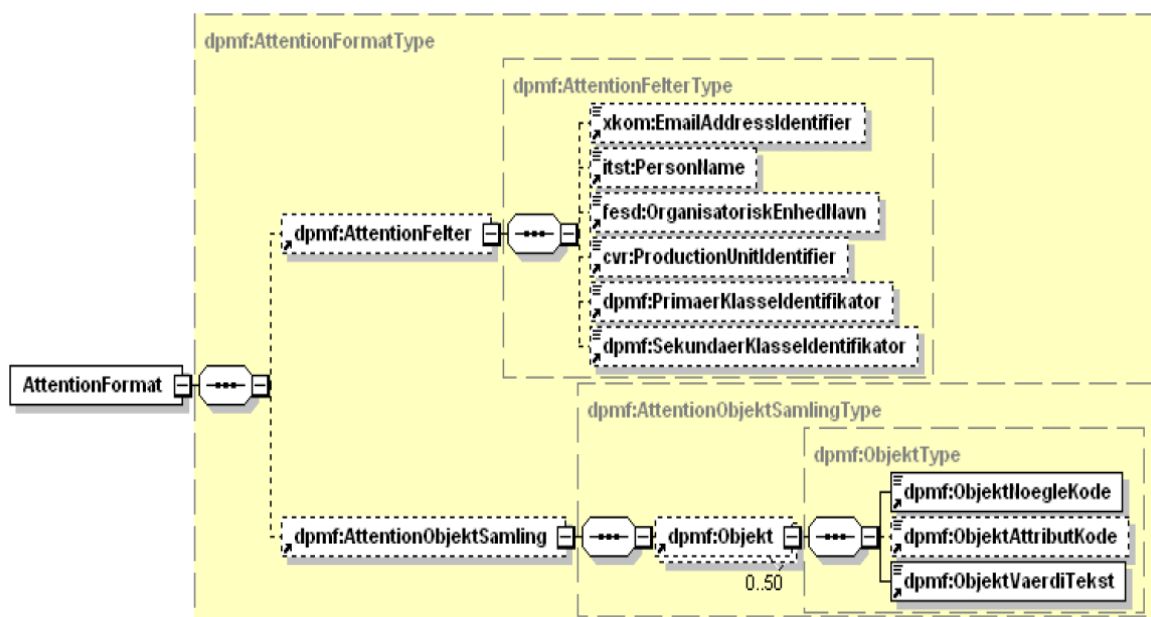 dpmf:AttentionFormatType
dpmf:AttentionFelterType
xkom:EmailAddressIdentifier
itst:PersonName
fesd:OrganisatoriskEnhedNavn
dpmf:AttentionFelter
cvr:ProductionUnitIdentifier
dpmf:PrimaerKlasseIdentifikator
dpmf:SekundaerKlasseIdentifikator
AttentionFormat
dpmf:AttentionObjektSamlingType
dpmf:ObjektType
dpmf:ObjektNoegleKode
dpmf:AttentionObjektSamling
dpmf:Objekt
dpmf:ObjektAttributKode
0..50
dpmf:ObjektVaerdiTekst